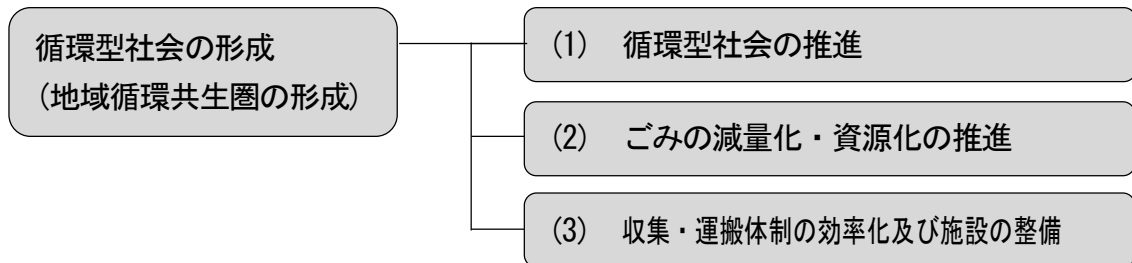 循環型社会の形成
(地域循環共生圏の形成)
(1) 循環型社会の推進
(2) ごみの減量化・資源化の推進
(3) 収集・運搬体制の効率化及び施設の整備